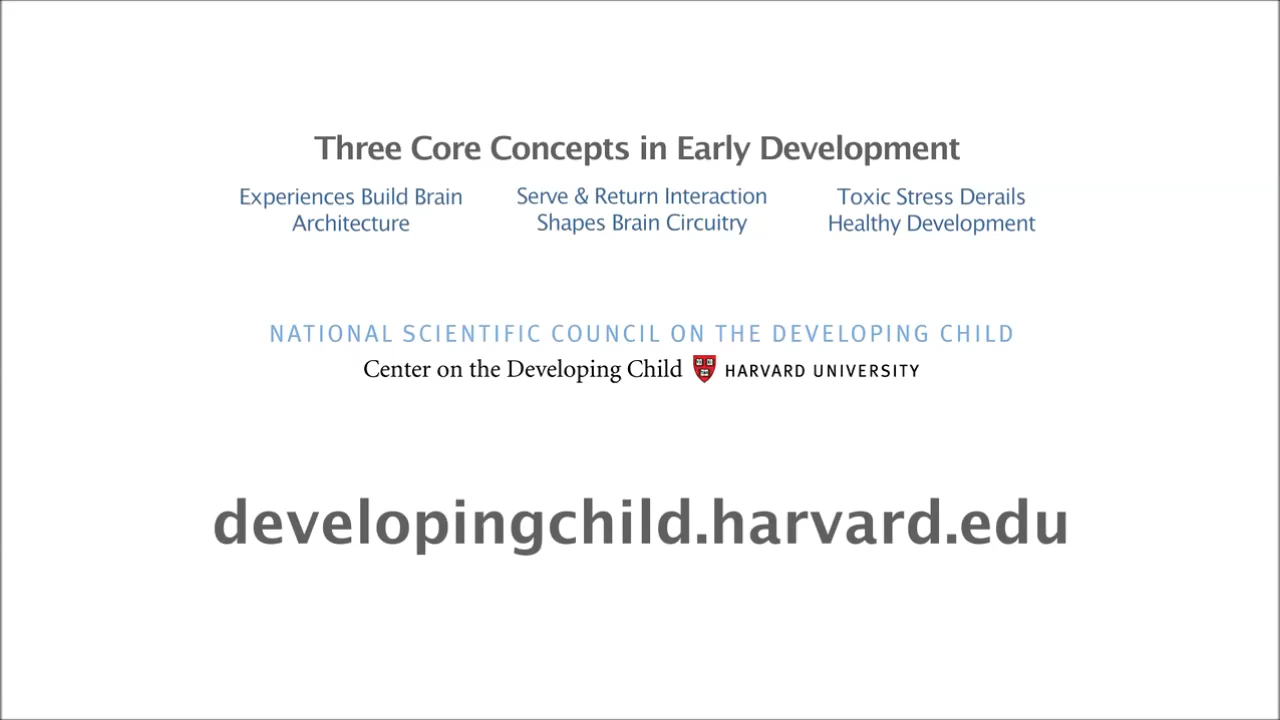 Three Core Concepts in Early Development
Experiences Build Brain
Architecture
Serve & Return Interaction
Shapes Brain Circuitry
Toxic Stress Derails
Healthy Development
NATIONAL SCIENTIFIC COUNCIL ON THE DEVELOPING CHILD
Center on the Developing Child HARVARD UNIVERSITY
developingchild.harvard.edu